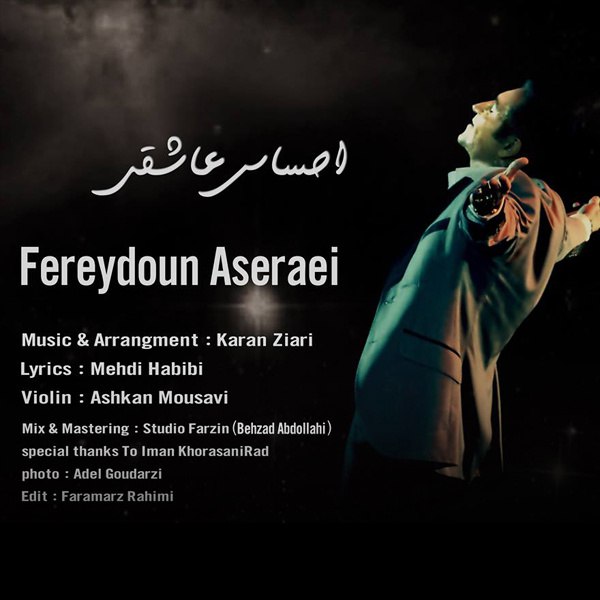 احساس عاشقی
Fereydoun Aseraei
Music & Arrangment : Karan Ziari
Lyrics : Mehdi Habibi
Violin : Ashkan Mousavi
Mix & Mastering : Studio Farzin (Behzad Abdollahi)
special thanks To Iman KhorasaniRad
photo : Adel Goudarzi
Edit : Faramarz Rahimi